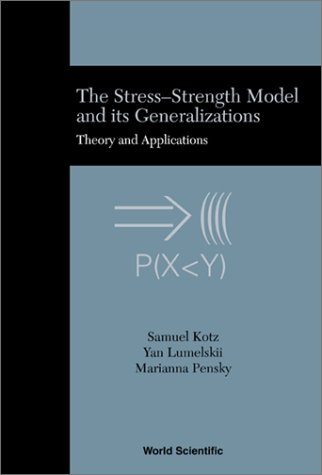 The Stress–Strength Model
and its Generalizations
Theory and Applications
P(X<Y)
Samuel Kotz
Yan Lumelskii
Marianna Pensky
World Scientific